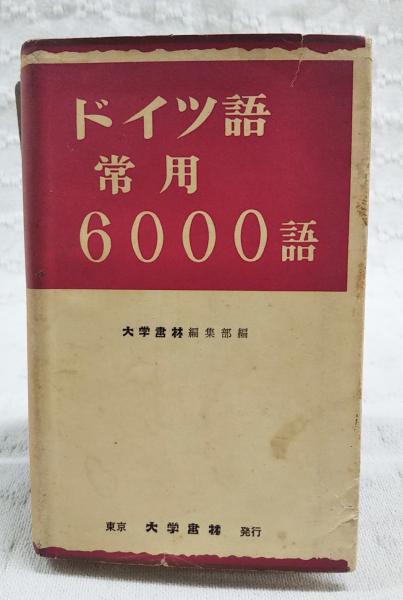 ドイツ語
常用
6000語
大学書林編集部編
東京 大学書林 発行